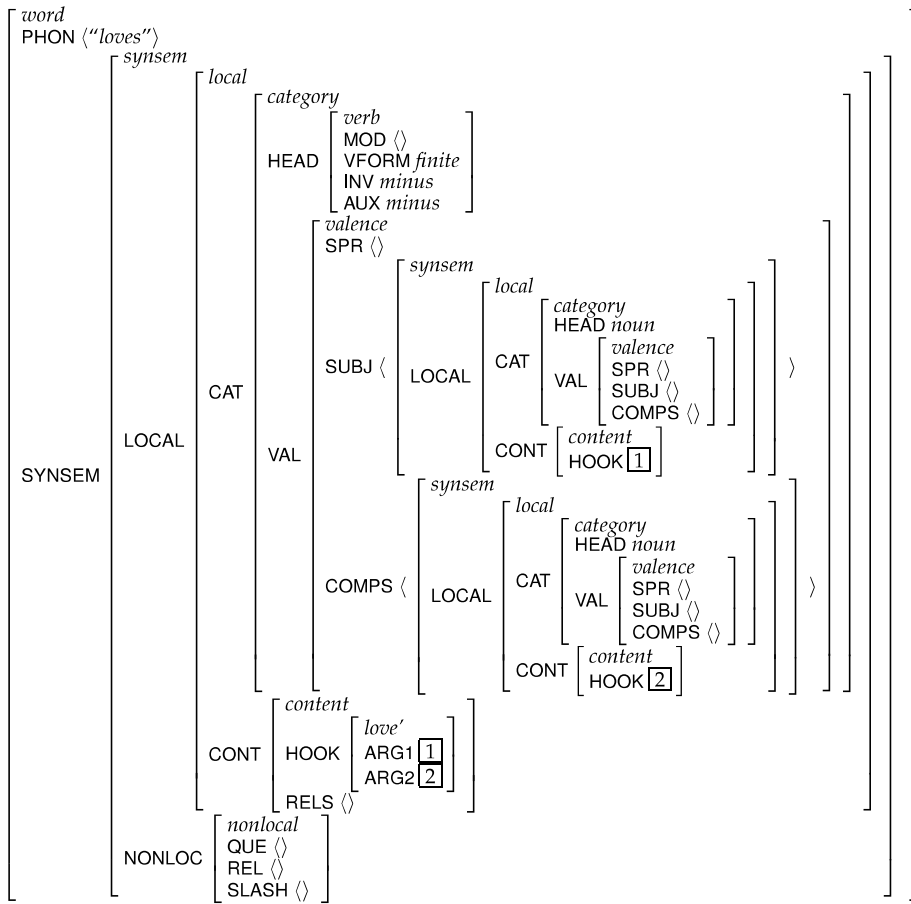 word
PHON ⟨“loves”⟩
synsem
local
category
verb
MOD ⟨⟩
HEAD VFORM finite
INV minus
AUX minus
valence
SPR ⟨⟩
synsem
local
category
HEAD noun
valence
SUBJ ⟨ LOCAL CAT VAL SPR ⟨⟩ ⟩
SUBJ ⟨⟩
COMPS ⟨⟩
CAT
content
CONT HOOK 1
LOCAL VAL
SYNSEM
synsem
local
category
HEAD noun
valence
COMPS ⟨ LOCAL CAT VAL SPR ⟨⟩ ⟩
SUBJ ⟨⟩
COMPS ⟨⟩
content
CONT HOOK 2
content
love’
CONT HOOK ARG1 1
ARG2 2
RELS ⟨⟩
nonlocal
NONLOC QUE ⟨⟩
REL ⟨⟩
SLASH ⟨⟩